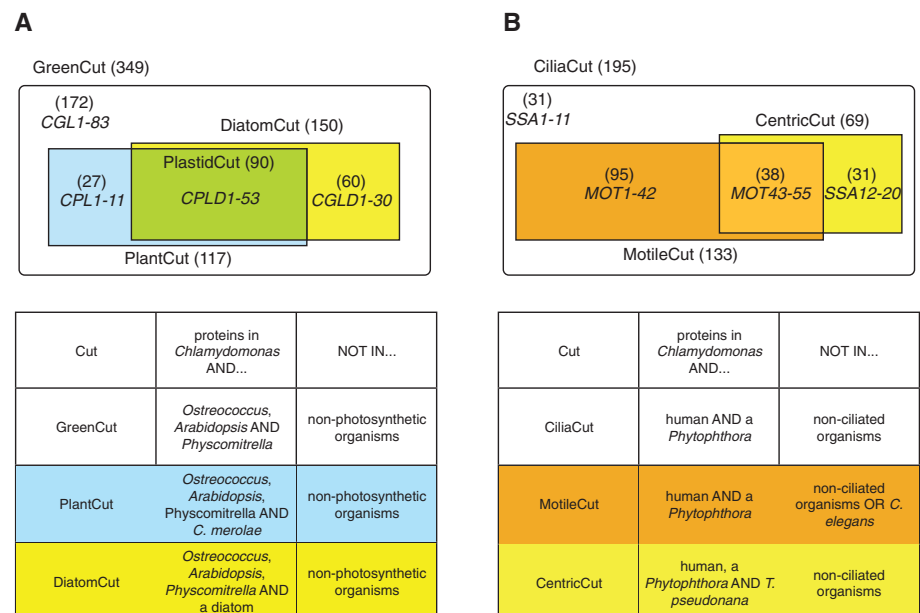 A
GreenCut (349)
(172)
CGL1-83
DiatomCut (150)
PlastidCut (90)
(27)
CPL1-11
CPLD1-53
(60)
CGLD1-30
PlantCut (117)
Cut
proteins in
Chlamydomonas
AND...
NOT IN...
GreenCut
Ostreococcus,
Arabidopsis AND
Physcomitrella
non-photosynthetic
organisms
PlantCut
Ostreococcus,
Arabidopsis,
Physcomitrella AND
C. merolae
non-photosynthetic
organisms
DiatomCut
Ostreococcus,
Arabidopsis,
Physcomitrella AND
a diatom
non-photosynthetic
organisms
B
CiliaCut (195)
(31)
SSA1-11
CentricCut (69)
(95)
MOT1-42
(38)
MOT43-55
(31)
SSA12-20
MotileCut (133)
Cut
proteins in
Chlamydomonas
AND...
NOT IN...
CiliaCut
human AND a
Phytophthora
non-ciliated
organisms
MotileCut
human AND a
Phytophthora
non-ciliated
organisms OR C.
elegans
CentricCut
human, a
Phytophthora AND T.
pseudonana
non-ciliated
organisms